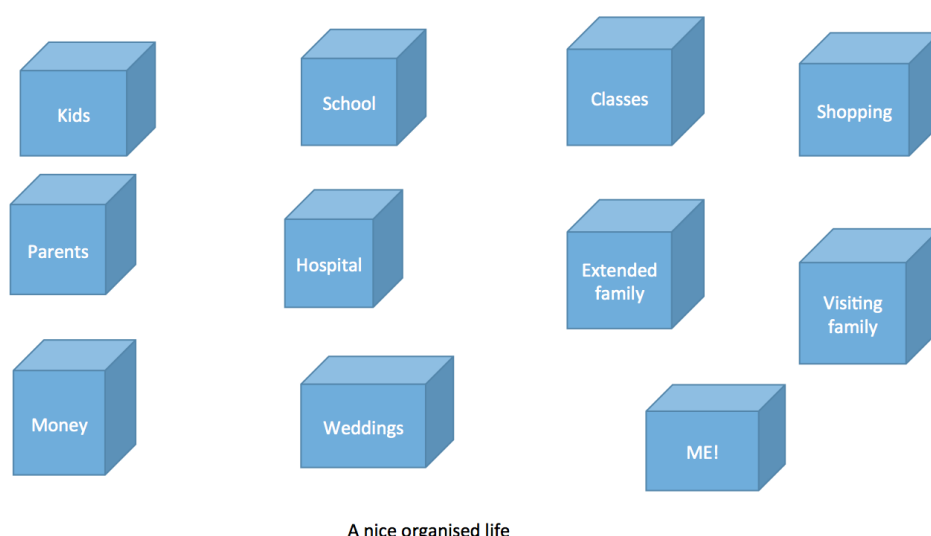 Kids
School
Classes
Shopping
Parents
Hospital
Extended
family
Visiting
family
Money
Weddings
ME!
A nice organised life